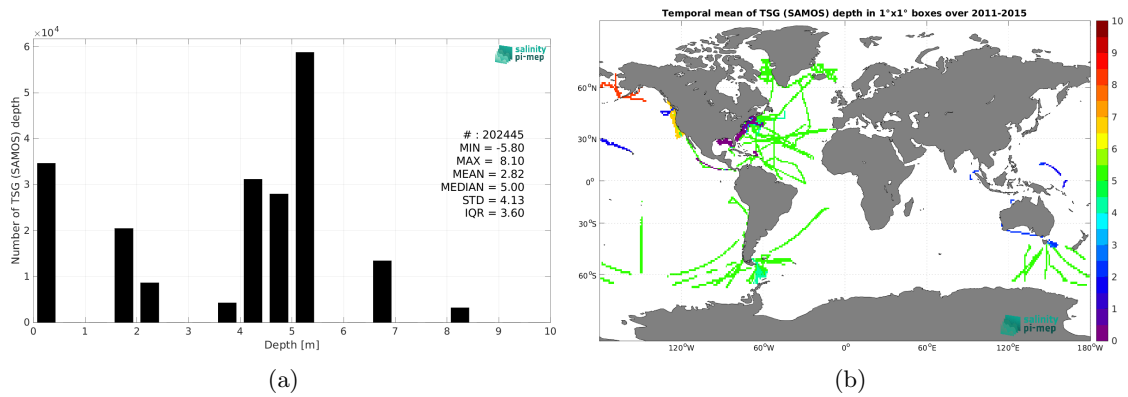 ×10⁴
6
5
4
3
2
1
0
Number of TSG (SAMOS) depth
salinity
pi-mep
# : 202445
MIN = -5.80
MAX = 8.10
MEAN = 2.82
MEDIAN = 5.00
STD = 4.13
IQR = 3.60
0 1 2 3 4 5 6 7 8 9 10
Depth [m]
(a)
Temporal mean of TSG (SAMOS) depth in 1°x1° boxes over 2011-2015
60°N
30°N
0°
30°S
60°S
120°W 60°W 0° 60°E 120°E 180°W
salinity
pi-mep
10
9
8
7
6
5
4
3
2
1
0
(b)